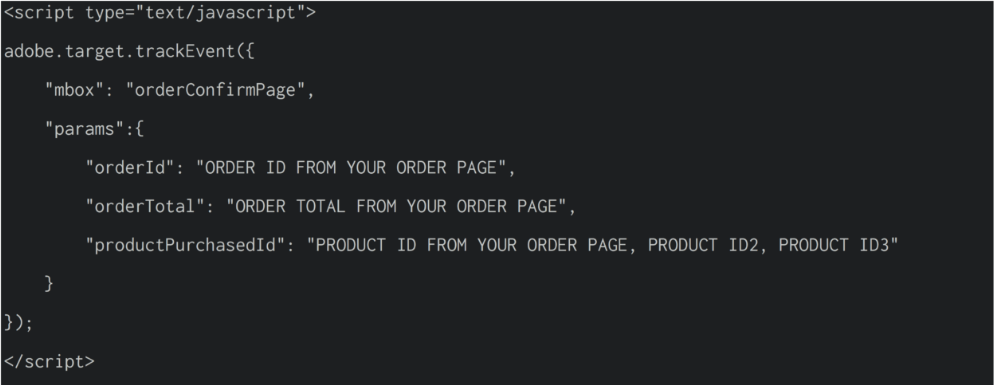 <script type="text/javascript">
adobe.target.trackEvent({
"mbox": "orderConfirmPage",
"params":{
"orderId": "ORDER ID FROM YOUR ORDER PAGE",
"orderTotal": "ORDER TOTAL FROM YOUR ORDER PAGE",
"productPurchasedId": "PRODUCT ID FROM YOUR ORDER PAGE, PRODUCT ID2, PRODUCT ID3"
}
});
</script>